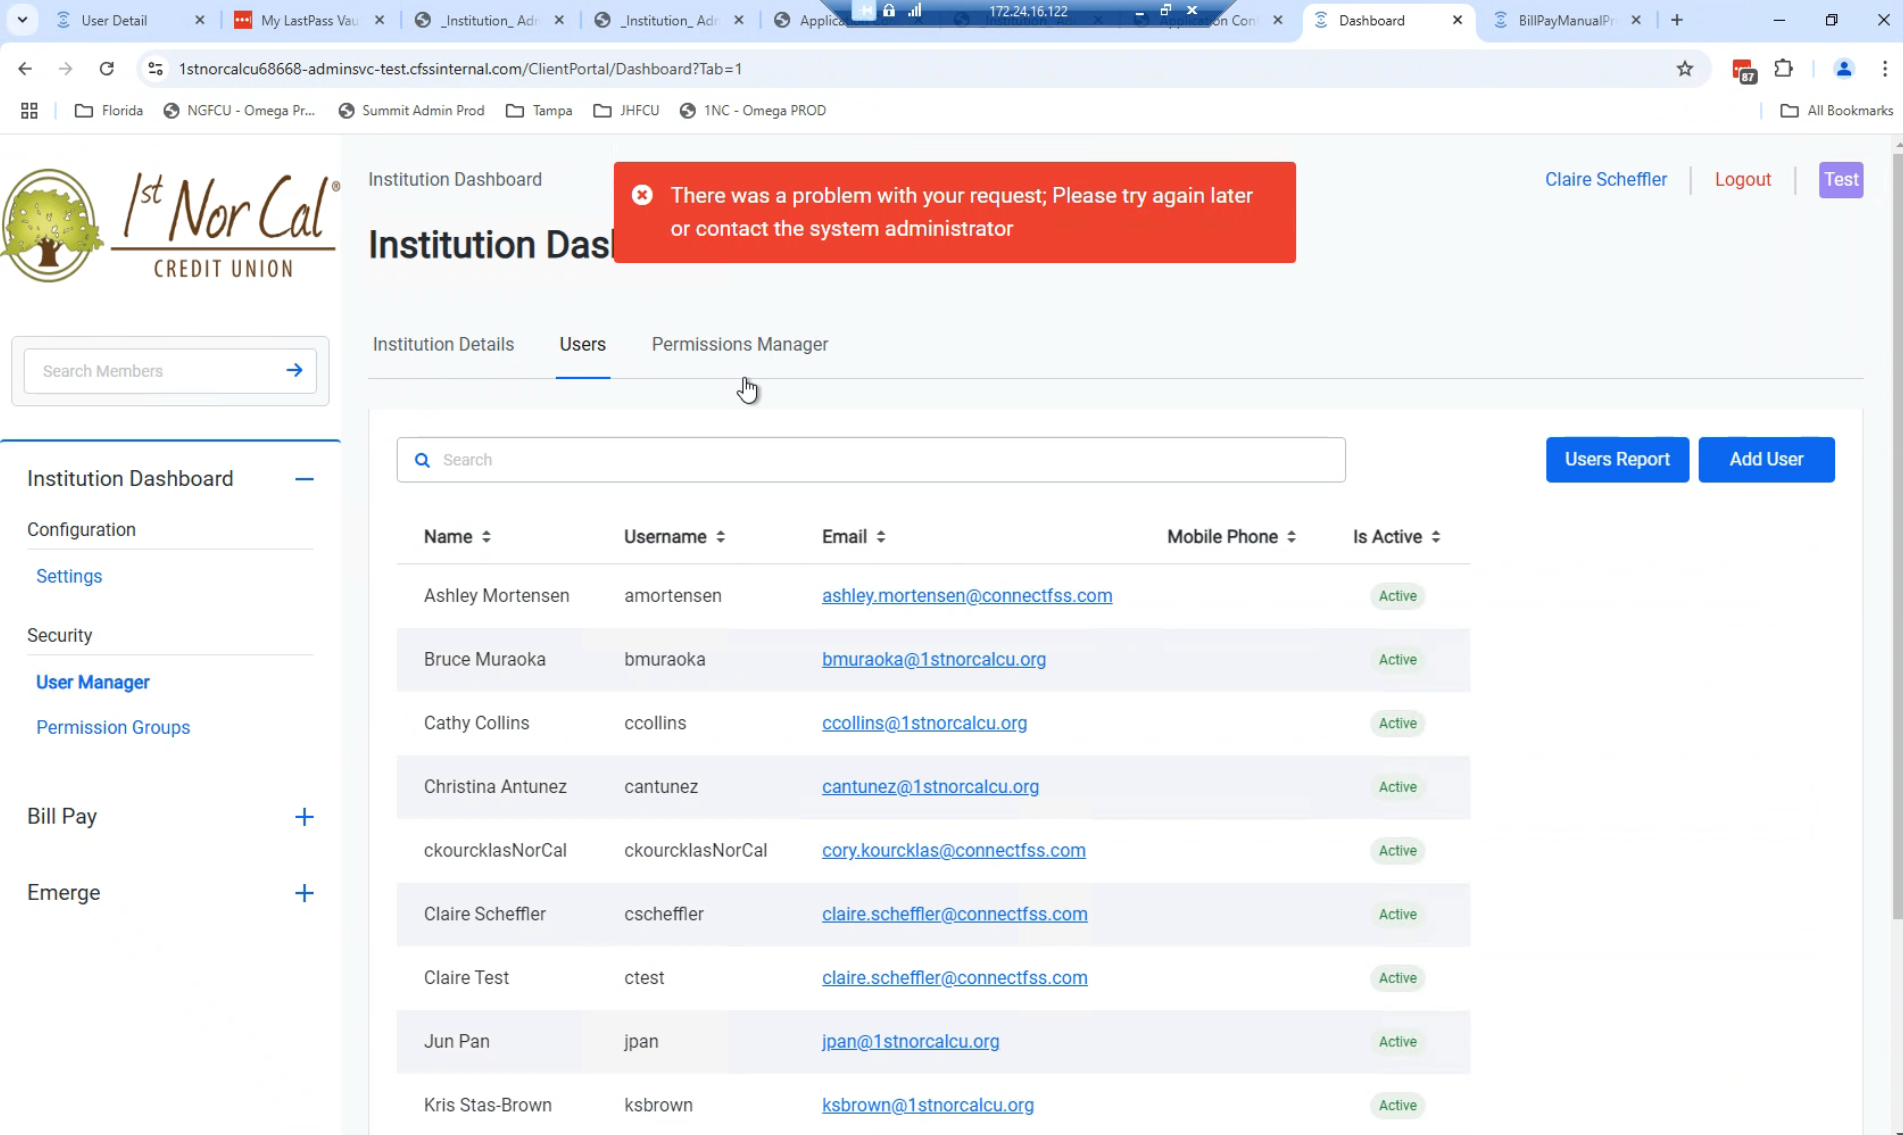 User Detail
My LastPass Vau
_Institution_ Adn
_Institution_ Adn
Applica
172.24.16.122
Dashboard
BillPayManualPr
1stnorcalcu68668-adminsvc-test.cfssinternal.com/ClientPortal/Dashboard?Tab=1
87
Florida
NGFCU - Omega Pr...
Summit Admin Prod
Tampa
JHFCU
1NC - Omega PROD
All Bookmarks
1st Nor Cal®
CREDIT UNION
Institution Dashboard
There was a problem with your request; Please try again later
or contact the system administrator
Claire Scheffler
Logout
Test
Institution Das
Institution Details
Users
Permissions Manager
Search Members
Search
Users Report
Add User
Institution Dashboard
Configuration
Settings
Security
User Manager
Permission Groups
Bill Pay
Emerge
Name Username Email Mobile Phone Is Active
Ashley Mortensen amortensen ashley.mortensen@connectfss.com Active
Bruce Muraoka bmuraoka bmuraoka@1stnorcalcu.org Active
Cathy Collins ccollins ccollins@1stnorcalcu.org Active
Christina Antunez cantunez cantunez@1stnorcalcu.org Active
ckourcklasNorCal ckourcklasNorCal cory.kourcklas@connectfss.com Active
Claire Scheffler cscheffler claire.scheffler@connectfss.com Active
Claire Test ctest claire.scheffler@connectfss.com Active
Jun Pan jpan jpan@1stnorcalcu.org Active
Kris Stas-Brown ksbrown ksbrown@1stnorcalcu.org Active